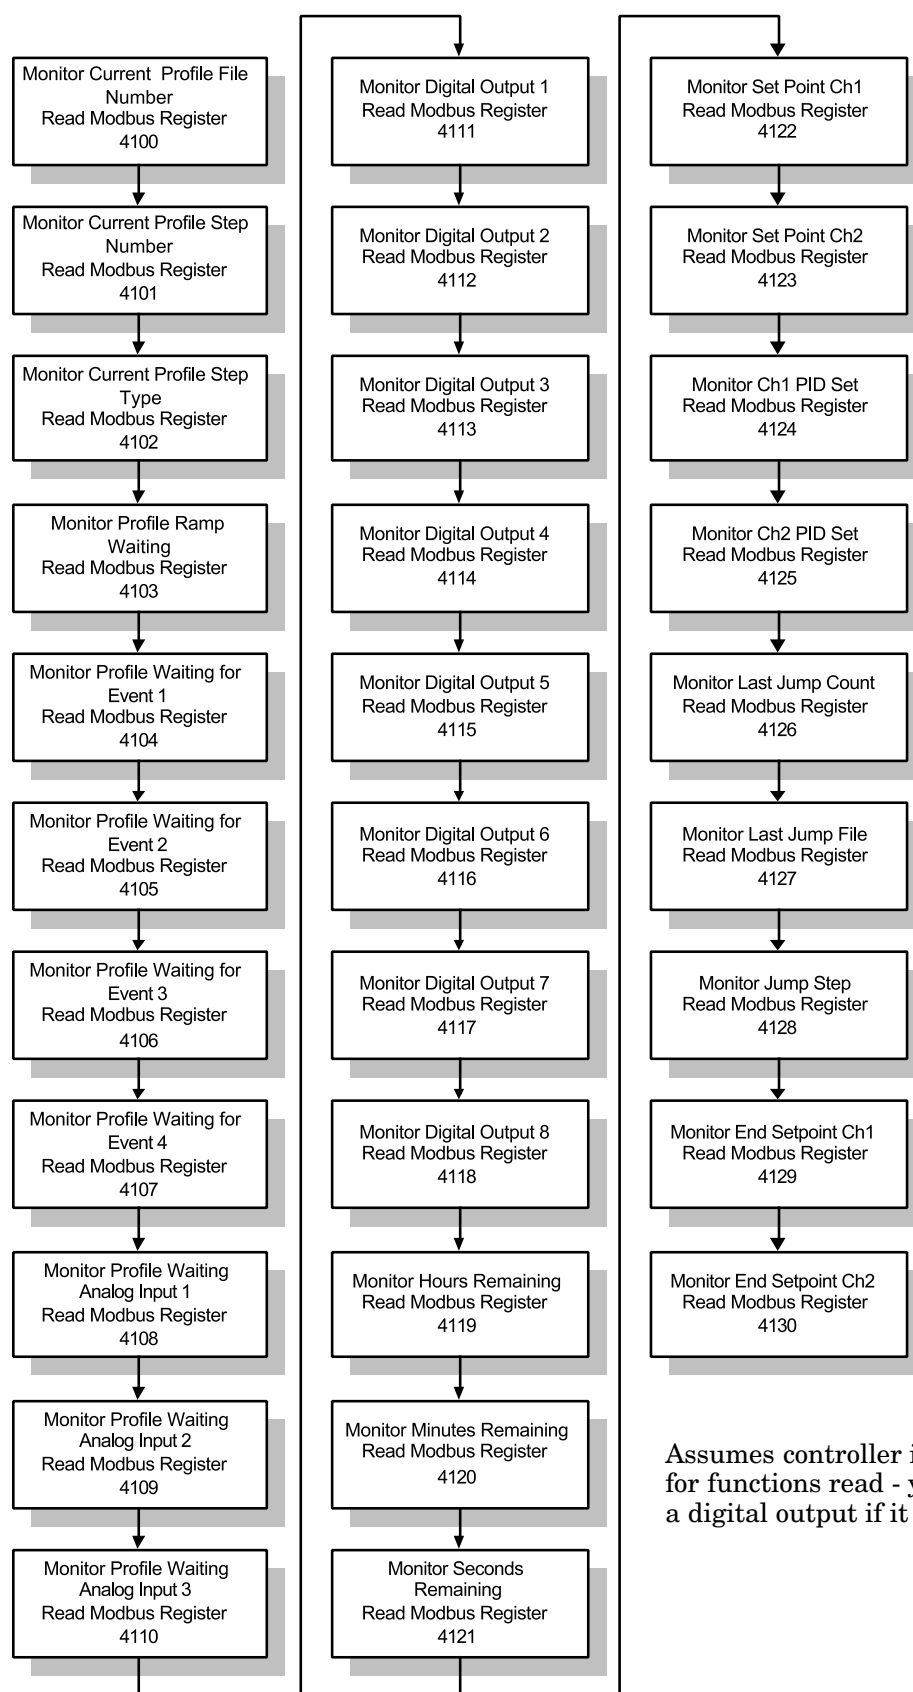 Monitor Current Profile File
Number
Read Modbus Register
4100
Monitor Current Profile Step
Number
Read Modbus Register
4101
Monitor Current Profile Step
Type
Read Modbus Register
4102
Monitor Profile Ramp
Waiting
Read Modbus Register
4103
Monitor Profile Waiting for
Event 1
Read Modbus Register
4104
Monitor Profile Waiting for
Event 2
Read Modbus Register
4105
Monitor Profile Waiting for
Event 3
Read Modbus Register
4106
Monitor Profile Waiting for
Event 4
Read Modbus Register
4107
Monitor Profile Waiting
Analog Input 1
Read Modbus Register
4108
Monitor Profile Waiting
Analog Input 2
Read Modbus Register
4109
Monitor Profile Waiting
Analog Input 3
Read Modbus Register
4110
Monitor Digital Output 1
Read Modbus Register
4111
Monitor Digital Output 2
Read Modbus Register
4112
Monitor Digital Output 3
Read Modbus Register
4113
Monitor Digital Output 4
Read Modbus Register
4114
Monitor Digital Output 5
Read Modbus Register
4115
Monitor Digital Output 6
Read Modbus Register
4116
Monitor Digital Output 7
Read Modbus Register
4117
Monitor Digital Output 8
Read Modbus Register
4118
Monitor Hours Remaining
Read Modbus Register
4119
Monitor Minutes Remaining
Read Modbus Register
4120
Monitor Seconds
Remaining
Read Modbus Register
4121
Monitor Set Point Ch1
Read Modbus Register
4122
Monitor Set Point Ch2
Read Modbus Register
4123
Monitor Ch1 PID Set
Read Modbus Register
4124
Monitor Ch2 PID Set
Read Modbus Register
4125
Monitor Last Jump Count
Read Modbus Register
4126
Monitor Last Jump File
Read Modbus Register
4127
Monitor Jump Step
Read Modbus Register
4128
Monitor End Setpoint Ch1
Read Modbus Register
4129
Monitor End Setpoint Ch2
Read Modbus Register
4130
Assumes controller
for functions read -
a digital output if it